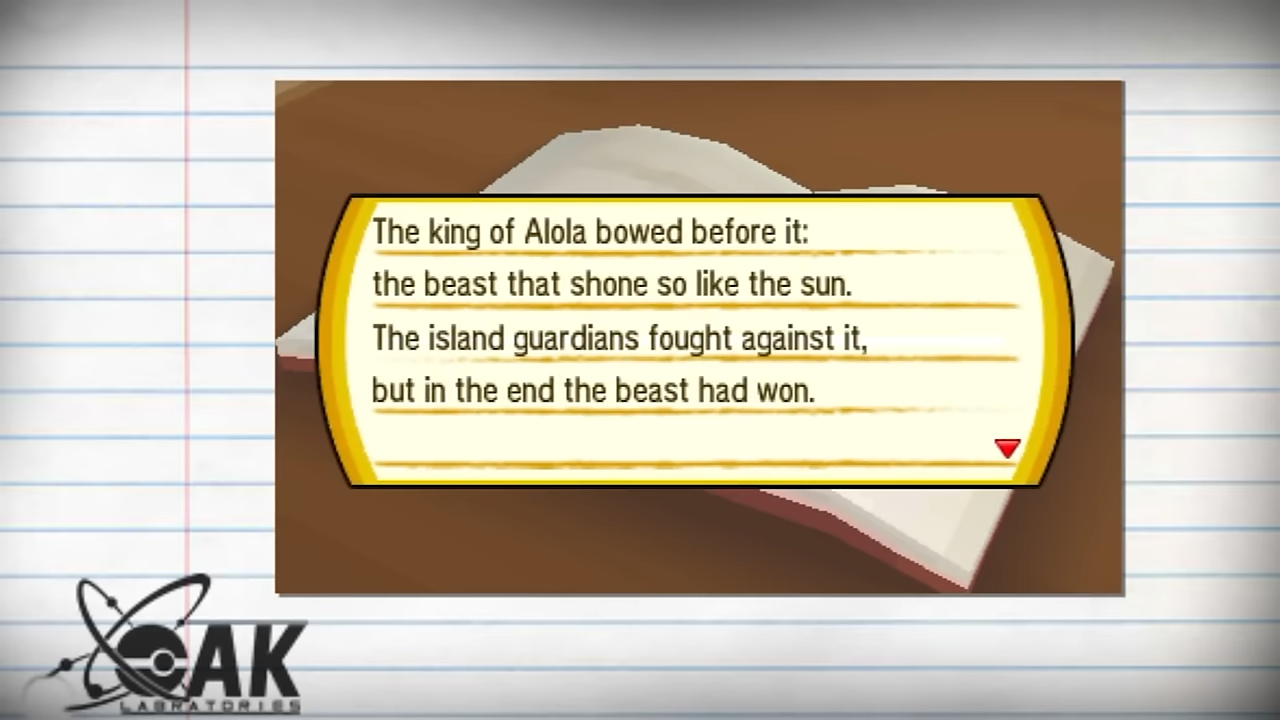 The king of Alola bowed before it:
the beast that shone so like the sun.
The island guardians fought against it,
but in the end the beast had won.
OAK
LABRATORIES